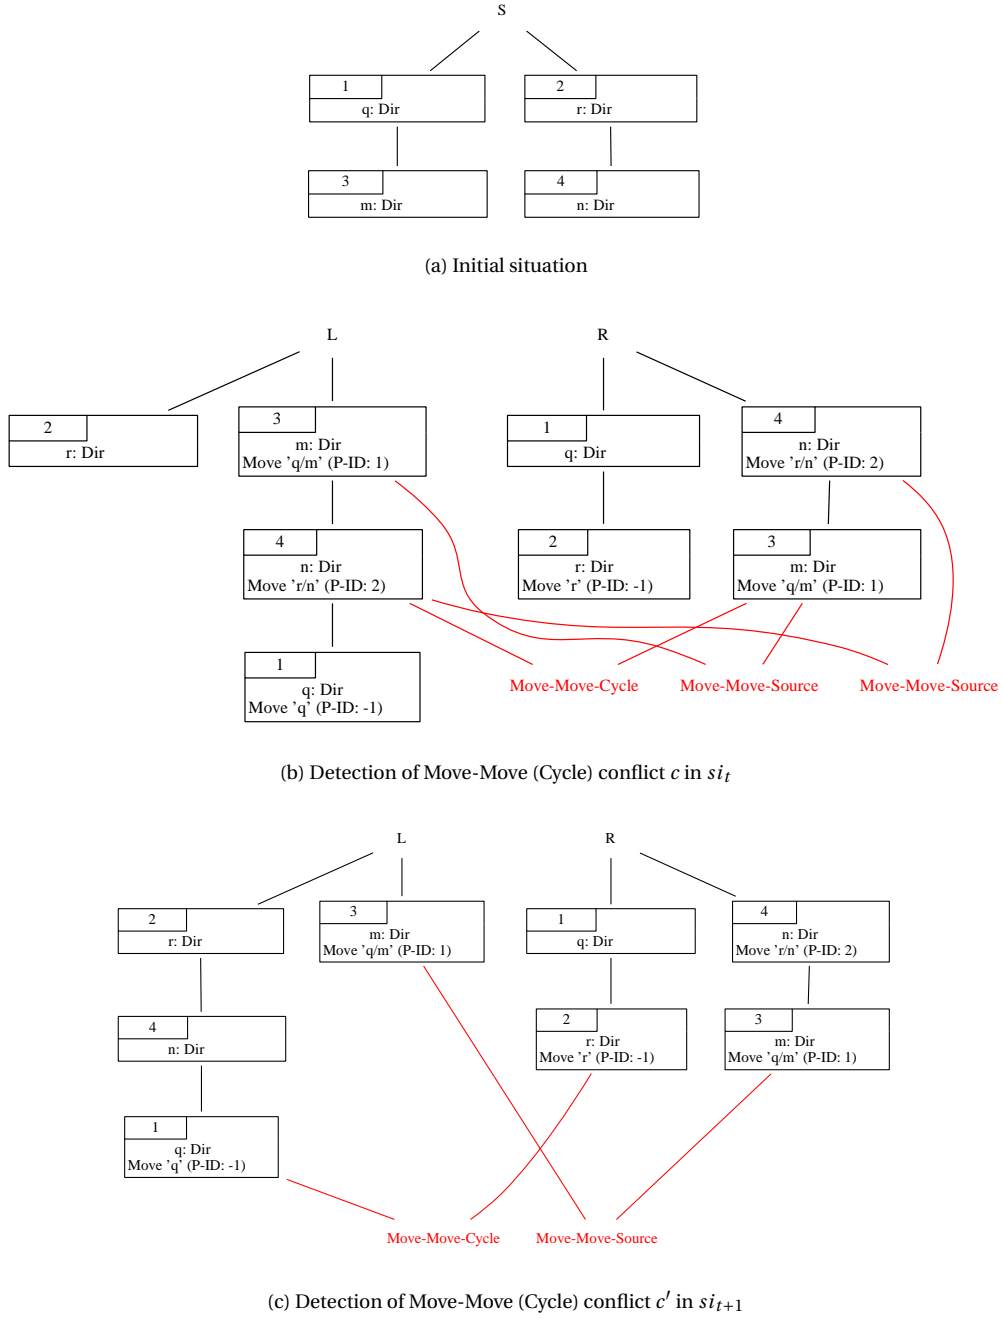 S
1
q: Dir
2
r: Dir
3
m: Dir
4
n: Dir
(a) Initial situation
L
R
2
r: Dir
3
m: Dir
Move 'q/m' (P-ID: 1)
1
q: Dir
4
n: Dir
Move 'r/n' (P-ID: 2)
4
n: Dir
Move 'r/n' (P-ID: 2)
2
r: Dir
Move 'r' (P-ID: -1)
3
m: Dir
Move 'q/m' (P-ID: 1)
1
q: Dir
Move 'q' (P-ID: -1)
Move-Move-Cycle
Move-Move-Source
Move-Move-Source
(b) Detection of Move-Move (Cycle) conflict c in si_t
L
R
2
r: Dir
3
m: Dir
Move 'q/m' (P-ID: 1)
1
q: Dir
4
n: Dir
Move 'r/n' (P-ID: 2)
4
n: Dir
2
r: Dir
Move 'r' (P-ID: -1)
3
m: Dir
Move 'q/m' (P-ID: 1)
1
q: Dir
Move 'q' (P-ID: -1)
Move-Move-Cycle
Move-Move-Source
(c) Detection of Move-Move (Cycle) conflict c′ in si_{t+1}